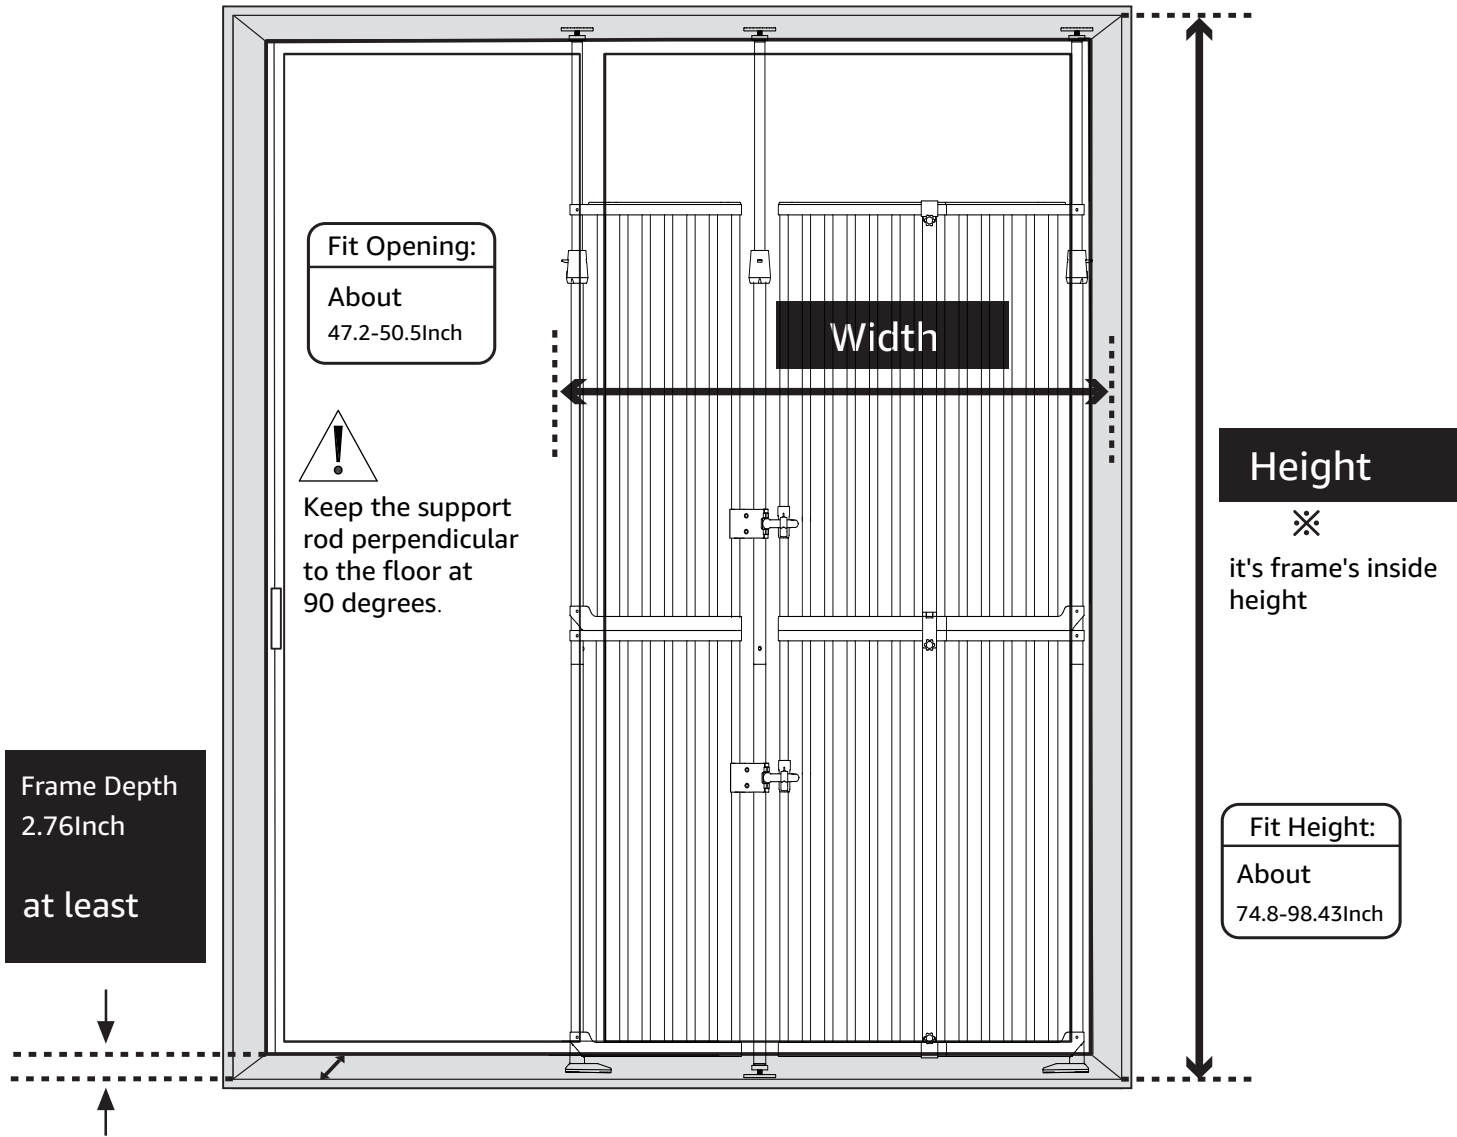 Fit Opening:
About
47.2-50.5Inch
Width
Keep the support
rod perpendicular
to the floor at
90 degrees.
Height
※
it's frame's inside
height
Frame Depth
2.76Inch
at least
Fit Height:
About
74.8-98.43Inch